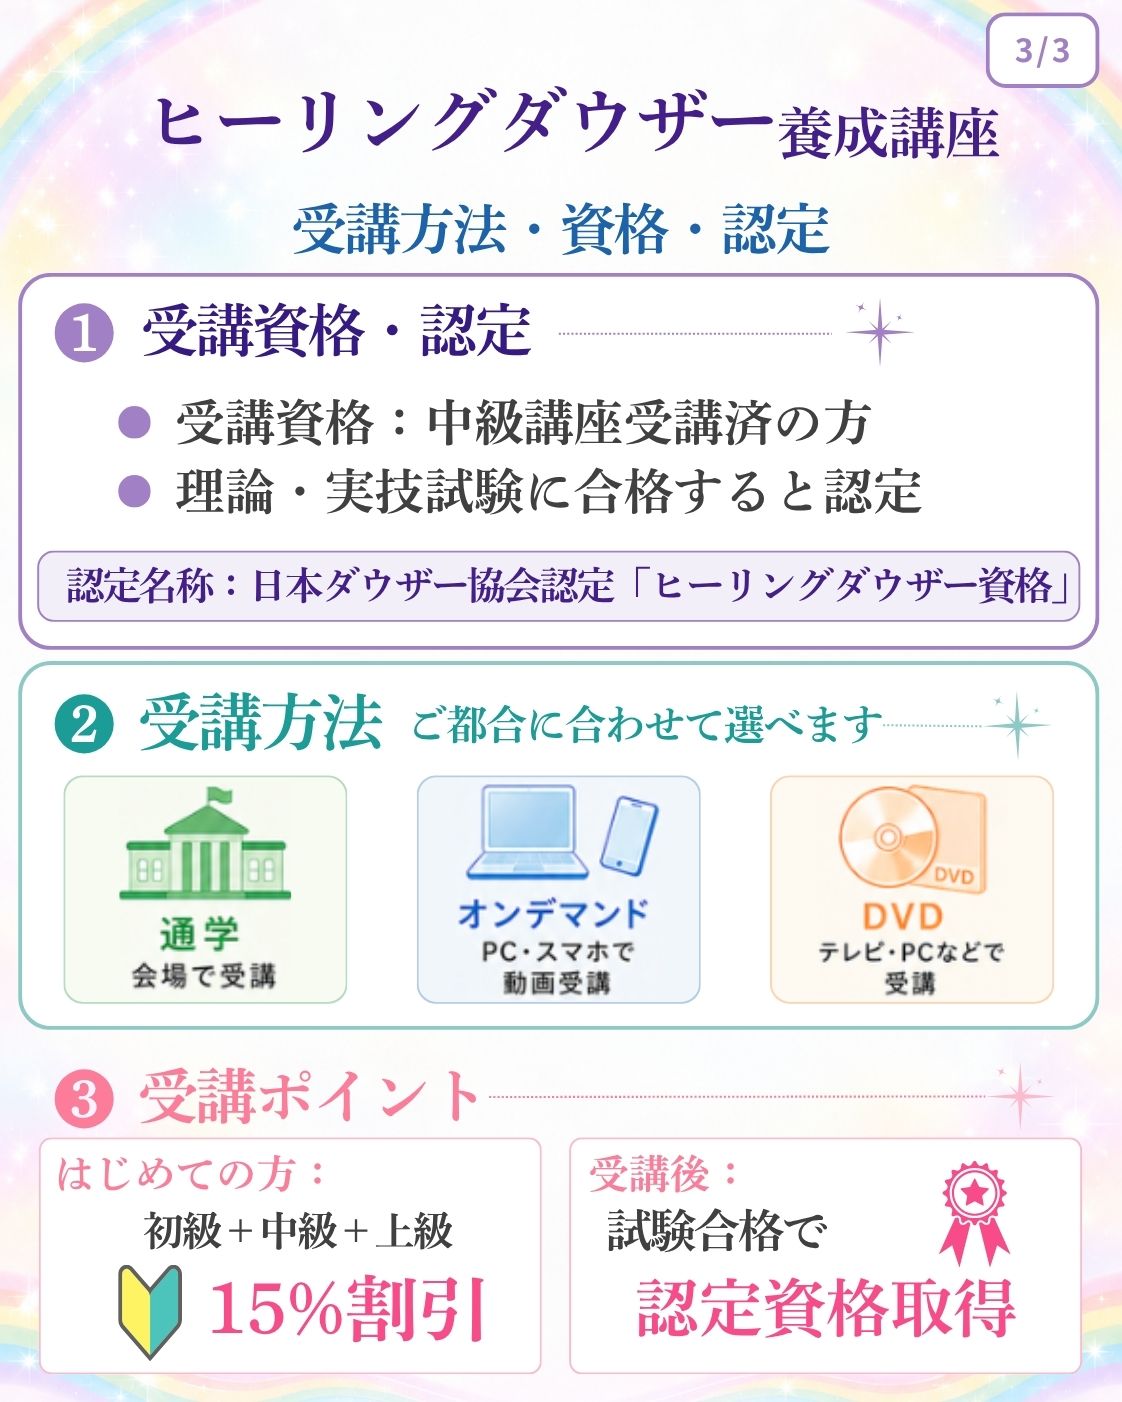 3/3
ヒーリングダウザー養成講座
受講方法・資格・認定
1 受講資格・認定
● 受講資格：中級講座受講済の方
● 理論・実技試験に合格すると認定
認定名称：日本ダウザー協会認定「ヒーリングダウザー資格」
2 受講方法 ご都合に合わせて選べます
通学
会場で受講
オンデマンド
PC・スマホで
動画受講
DVD
DVD
テレビ・PCなどで
受講
3 受講ポイント
はじめての方：
初級＋中級＋上級
15%割引
受講後：
試験合格で
認定資格取得